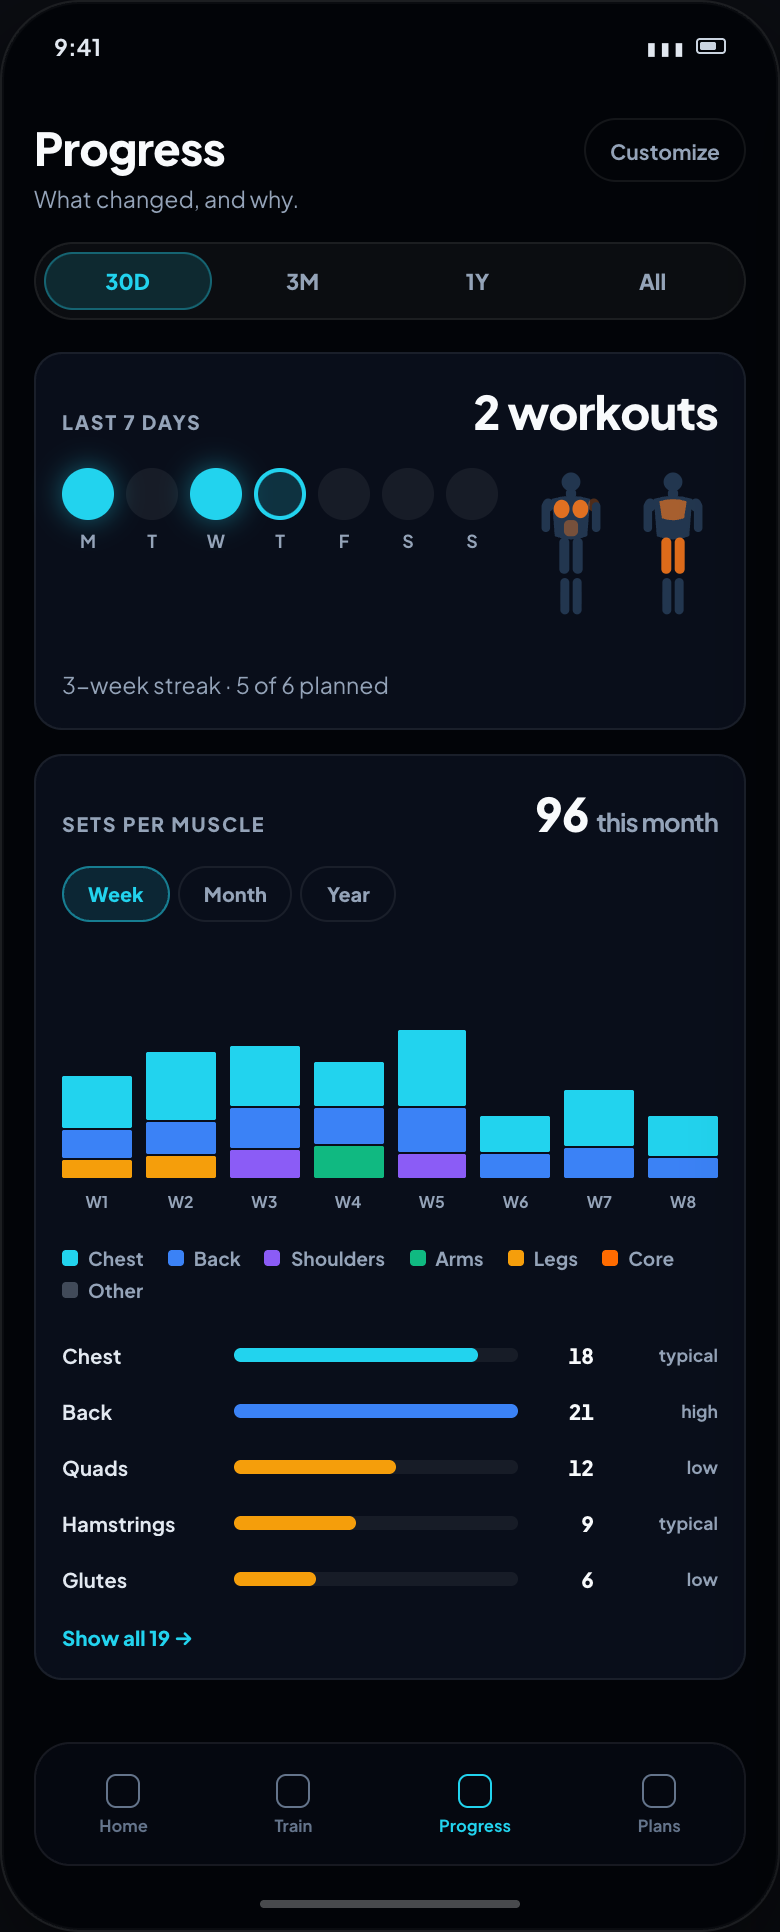 9:41
Progress
Customize
What changed, and why.
30D 3M 1Y All
LAST 7 DAYS
2 workouts
M T W T F S S
3-week streak · 5 of 6 planned
SETS PER MUSCLE
96 this month
Week Month Year
W1 W2 W3 W4 W5 W6 W7 W8
Chest Back Shoulders Arms Legs Core
Other
Chest 18 typical
Back 21 high
Quads 12 low
Hamstrings 9 typical
Glutes 6 low
Show all 19 →
Home Train Progress Plans